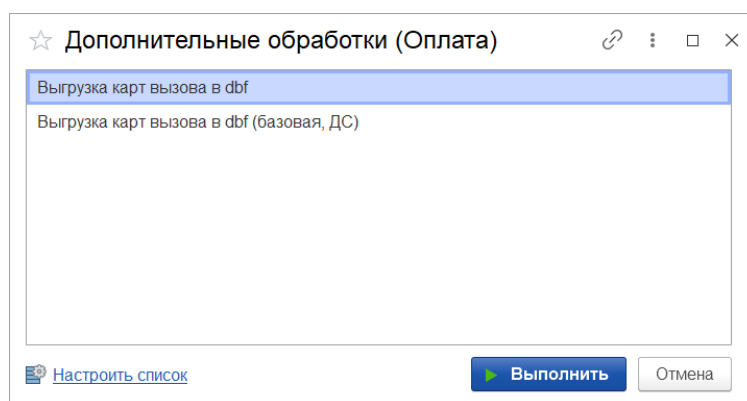 Дополнительные обработки (Оплата)
Выгрузка карт вызова в dbf
Выгрузка карт вызова в dbf (базовая, ДС)
Настроить список
Выполнить
Отмена